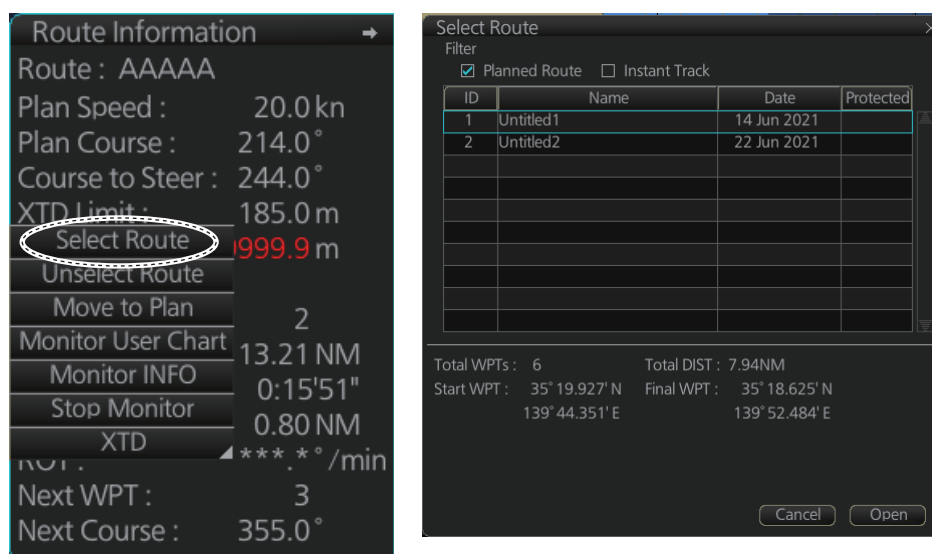 Route Information
Route : AAAAA
Plan Speed : 20.0 kn
Plan Course : 214.0°
Course to Steer : 244.0°
XTD Limit : 185.0 m
Select Route 9999.9 m
Unselect Route
Move to Plan 2
Monitor User Chart 13.21 NM
Monitor INFO 0:15'51"
Stop Monitor 0.80 NM
XTD
ROT : ***.*°/min
Next WPT : 3
Next Course : 355.0°
Select Route
Filter
Planned Route Instant Track
ID Name Date Protected
1 Untitled1 14 Jun 2021
2 Untitled2 22 Jun 2021
Total WPTs : 6 Total DIST : 7.94NM
Start WPT : 35°19.927' N Final WPT : 35°18.625' N
139°44.351' E 139°52.484' E
Cancel Open